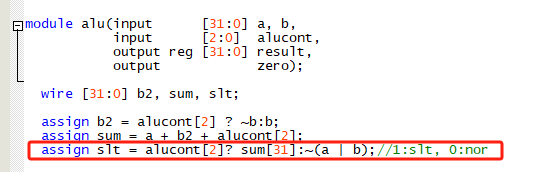 module alu(input      [31:0] a, b,
           input      [2:0]  alucont,
           output reg [31:0] result,
           output            zero);
  wire [31:0] b2, sum, slt;
  assign b2 = alucont[2] ? ~b:b;
  assign sum = a + b2 + alucont[2];
  assign slt = alucont[2]? sum[31]:~(a | b);//1:slt, 0:nor